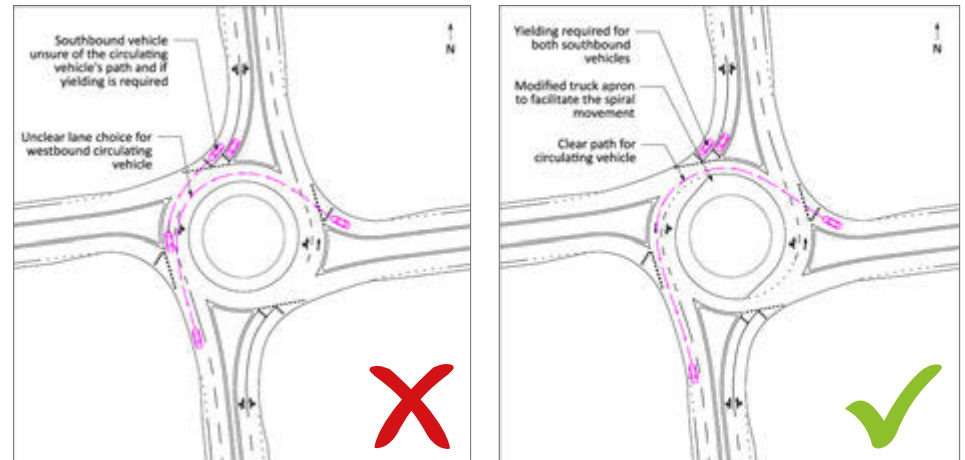 Southbound vehicle
unsure of the circulating
vehicle's path and if
yielding is required
Unclear lane choice for
westbound circulating
vehicle
N
Yielding required for
both southbound
vehicles
Modified truck apron
to facilitate the spiral
movement
Clear path for
circulating vehicle
N